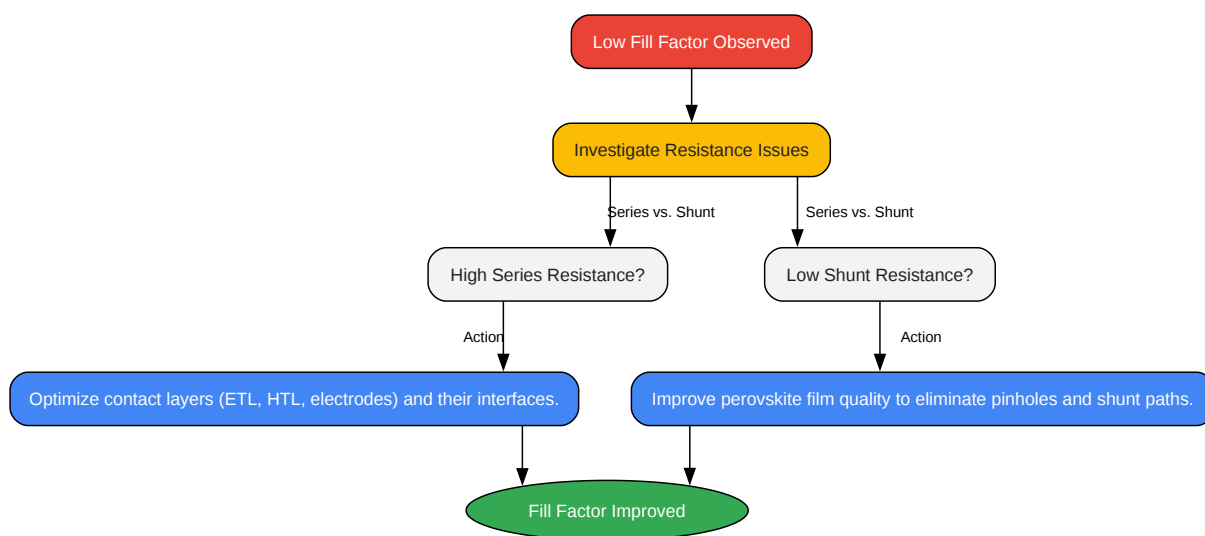 Low Fill Factor Observed
Investigate Resistance Issues
Series vs. Shunt
Series vs. Shunt
High Series Resistance?
Low Shunt Resistance?
Action
Action
Optimize contact layers (ETL, HTL, electrodes) and their interfaces.
Improve perovskite film quality to eliminate pinholes and shunt paths.
Fill Factor Improved